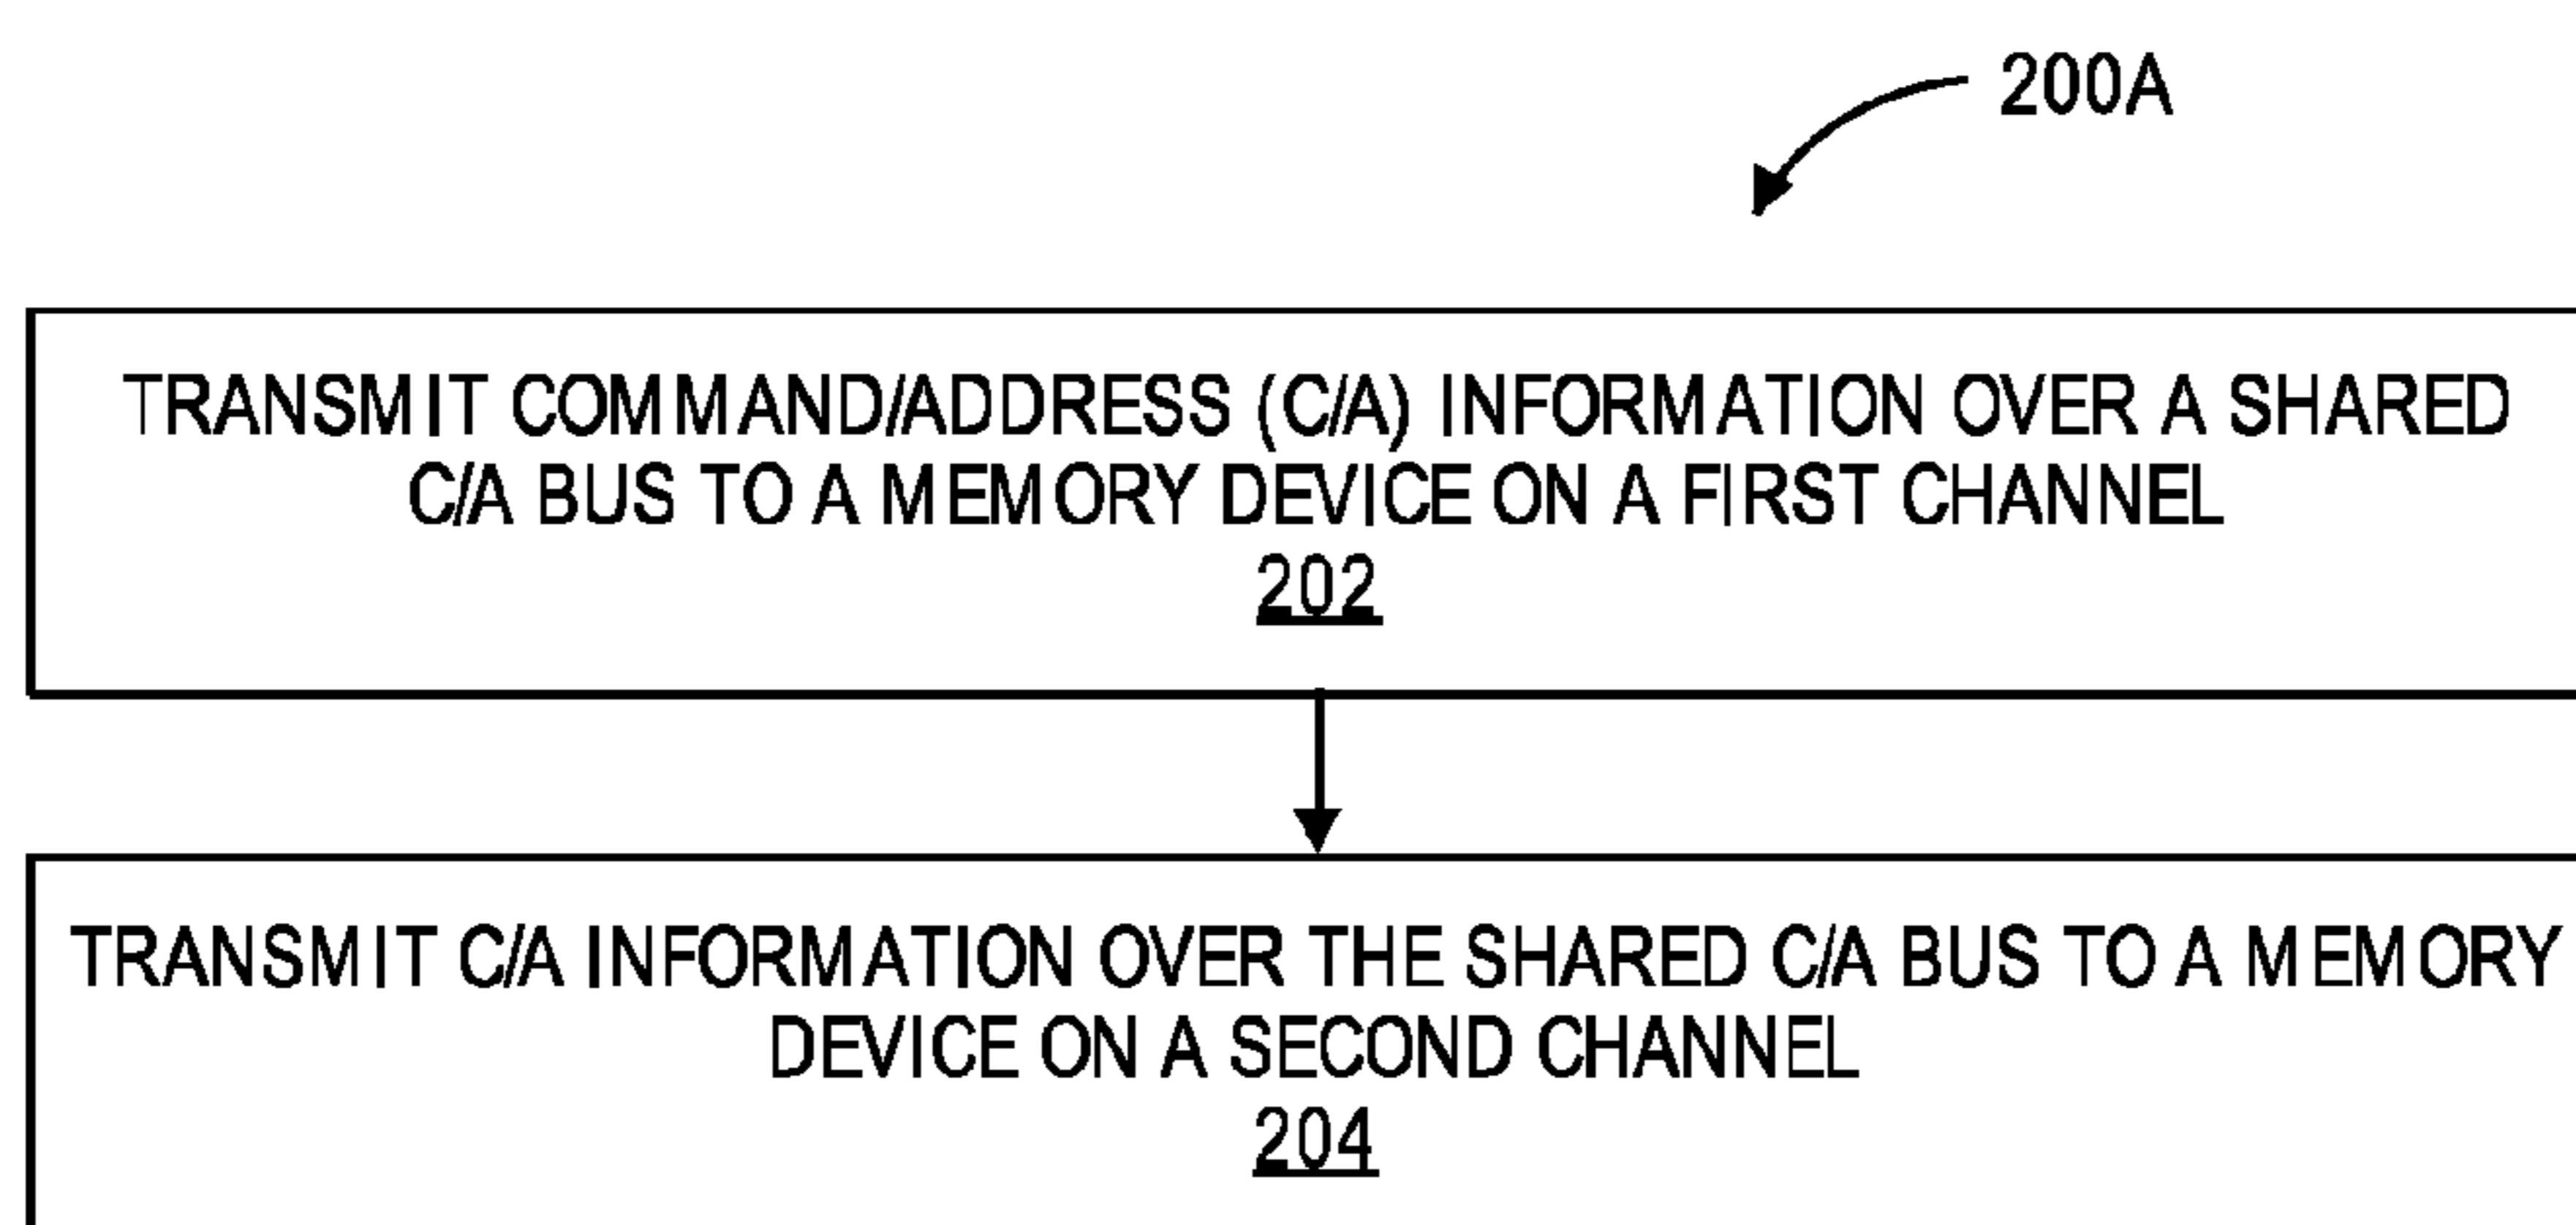 200A
TRANSMIT COMMAND/ADDRESS (C/A) INFORMATION OVER A SHARED
C/A BUS TO A MEMORY DEVICE ON A FIRST CHANNEL
202
TRANSMIT C/A INFORMATION OVER THE SHARED C/A BUS TO A MEMORY
DEVICE ON A SECOND CHANNEL
204